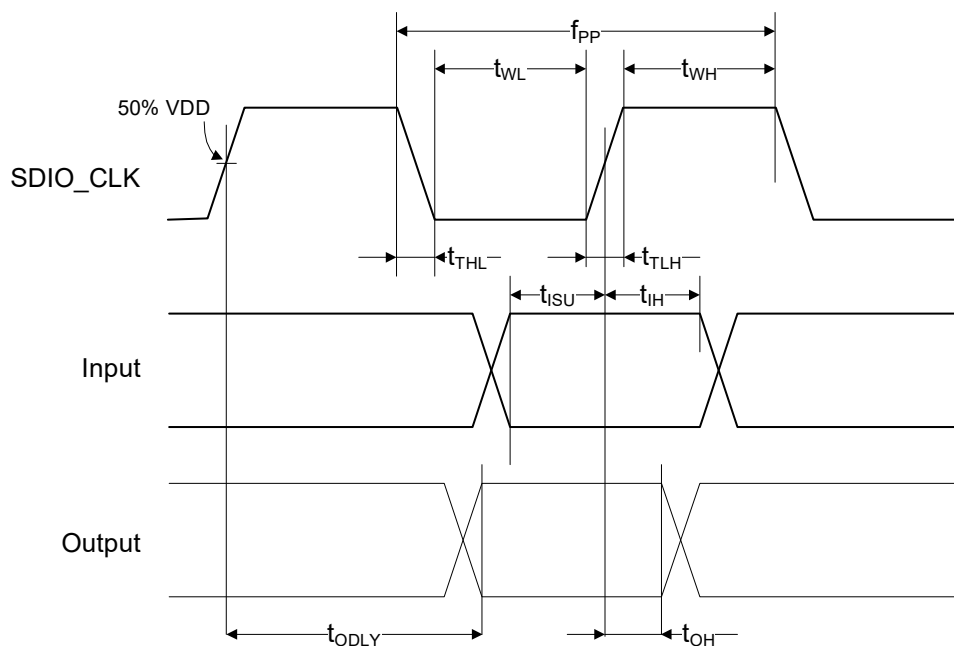 f_PP
t_WL
t_WH
50% VDD
SDIO_CLK
t_THL
t_TLH
t_ISU
t_IH
Input
Output
t_ODLY
t_OH